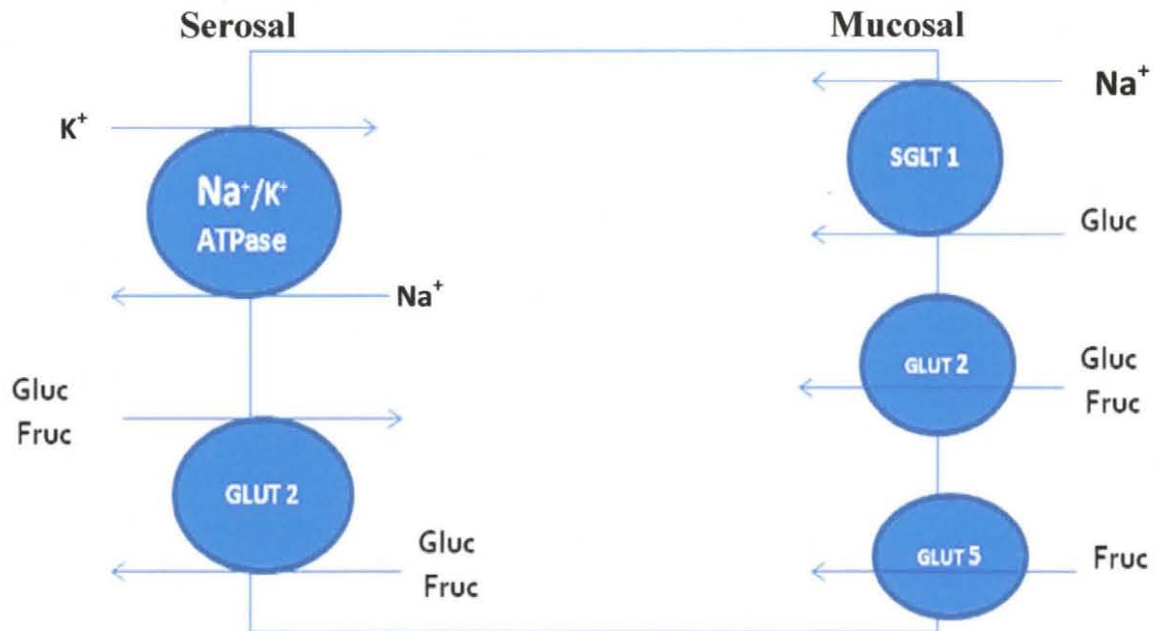 Serosal
Mucosal
Na⁺
K⁺
SGLT 1
Na⁺/K⁺
ATPase
Gluc
Na⁺
GLUT 2
Gluc
Fruc
Gluc
Fruc
GLUT 2
Gluc
Fruc
GLUT 5
Fruc